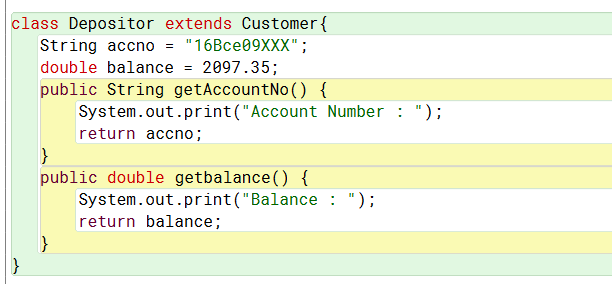 class Depositor extends Customer{
String accno = "16Bce09XXX";
double balance = 2097.35;
public String getAccountNo() {
System.out.print("Account Number : ");
return accno;
}
public double getbalance() {
System.out.print("Balance : ");
return balance;
}
}